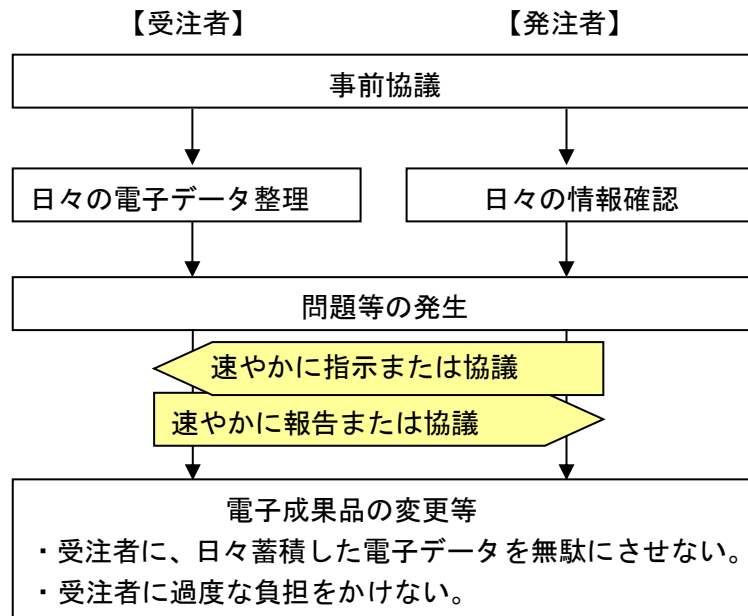 【受注者】 【発注者】
事前協議
日々の電子データ整理 日々の情報確認
問題等の発生
速やかに指示または協議
速やかに報告または協議
電子成果品の変更等
・受注者に、日々蓄積した電子データを無駄にさせない。
・受注者に過度な負担をかけない。